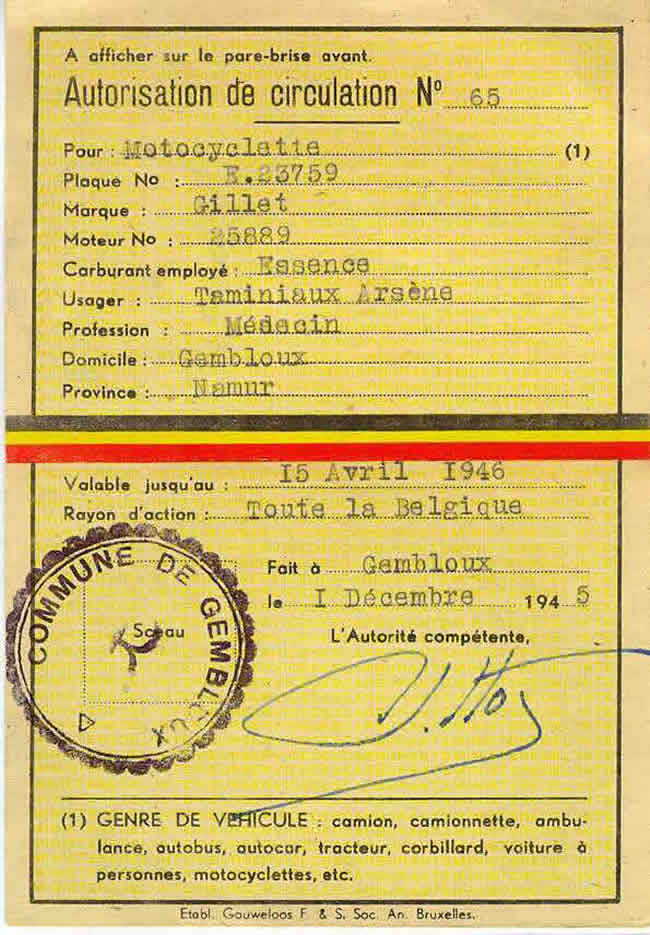 A afficher sur le pare-brise avant.
Autorisation de circulation Nº 65
Pour : Motocyclette (1)
Plaque No : E.23759
Marque : Gillet
Moteur No : 25889
Carburant employé : Essence
Usager : Taminiaux Arsène
Profession : Médecin
Domicile : Gembloux
Province : Namur
Valable jusqu'au : 15 Avril 1946
Rayon d'action : Toute la Belgique
COMMUNE DE GEMBLOUX
Sceau
Fait à Gembloux
le I Décembre 194 5
L'Autorité compétente,
(1) GENRE DE VEHICULE : camion, camionnette, ambu-
lance, autobus, autocar, tracteur, corbillard, voiture à
personnes, motocyclettes, etc.
Etabl. Gouweloos F. & S. Soc. An. Bruxelles.